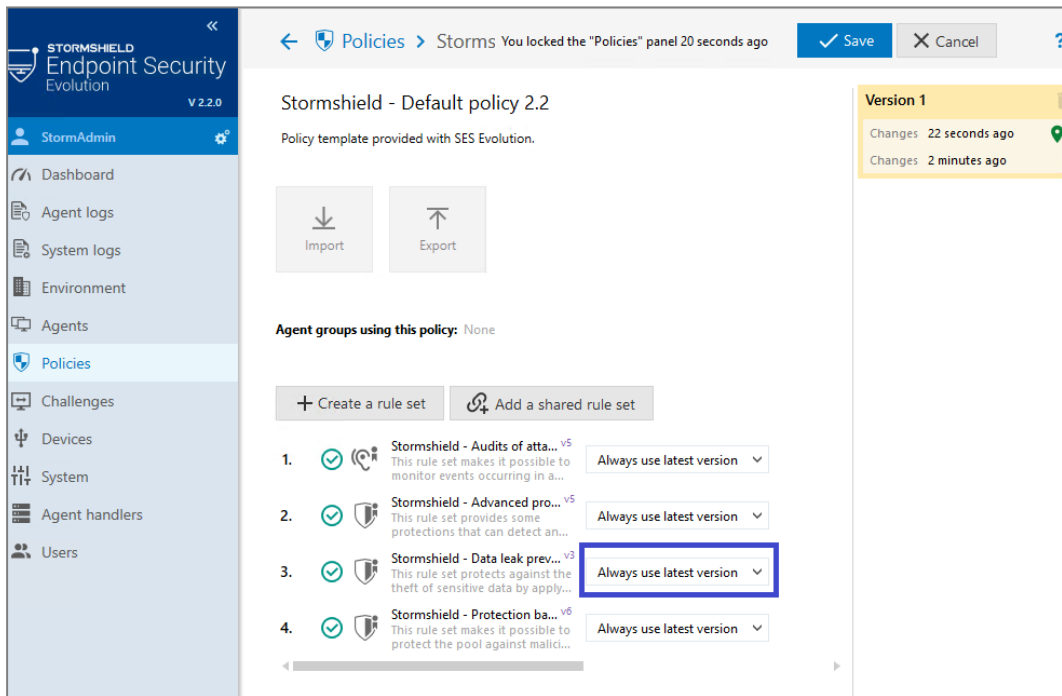 STORMSHIELD
Endpoint Security
Evolution
V 2.2.0
StormAdmin
Dashboard
Agent logs
System logs
Environment
Agents
Policies
Challenges
Devices
System
Agent handlers
Users
Policies > Storms You locked the "Policies" panel 20 seconds ago
Save
Cancel
?
Stormshield - Default policy 2.2
Policy template provided with SES Evolution.
Import
Export
Agent groups using this policy: None
+ Create a rule set
Add a shared rule set
1.
Stormshield - Audits of atta... v5
This rule set makes it possible to
monitor events occurring in a...
Always use latest version
2.
Stormshield - Advanced pro... v5
This rule set provides some
protections that can detect an...
Always use latest version
3.
Stormshield - Data leak prev... v3
This rule set protects against the
theft of sensitive data by apply...
Always use latest version
4.
Stormshield - Protection ba... v6
This rule set makes it possible to
protect the pool against malici...
Always use latest version
Version 1
Changes 22 seconds ago
Changes 2 minutes ago